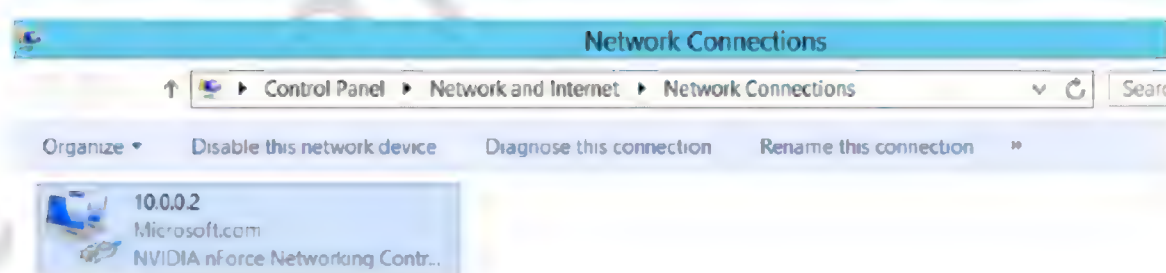 Network Connections
Control Panel ▸ Network and Internet ▸ Network Connections
Sear
Organize Disable this network device Diagnose this connection Rename this connection »
10.0.0.2
Microsoft.com
NVIDIA nForce Networking Contr...